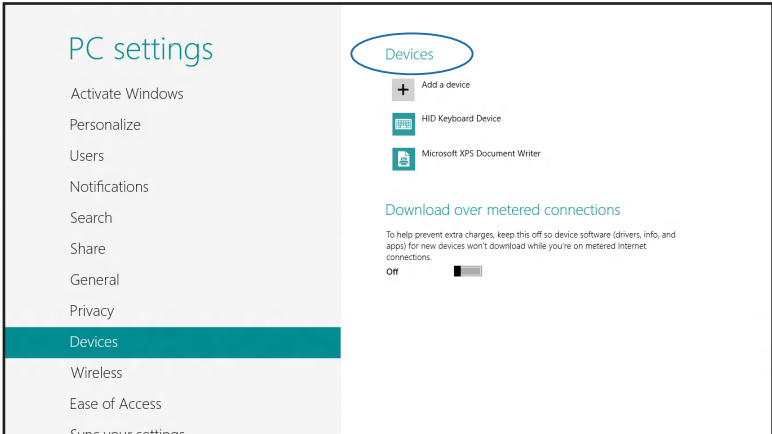 PC settings
Activate Windows
Personalize
Users
Notifications
Search
Share
General
Privacy
Devices
Wireless
Ease of Access
Sync your settings
Devices
Add a device
HID Keyboard Device
Microsoft XPS Document Writer
Download over metered connections
To help prevent extra charges, keep this off so device software (drivers, info, and
apps) for new devices won't download while you're on metered Internet
connections.
Off